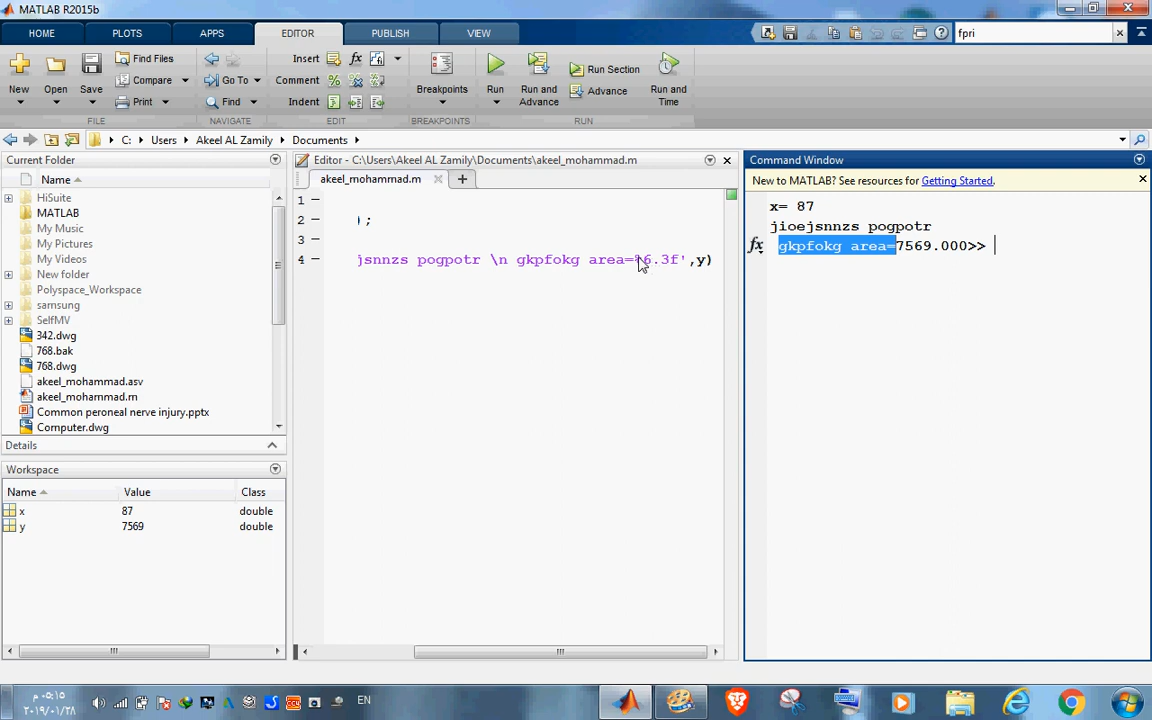 MATLAB R2015b
HOME PLOTS APPS EDITOR PUBLISH VIEW fpri
New Open Save Find Files Compare Print
Go To Find
Insert Comment Indent
Breakpoints
Run Run and Advance Run Section Advance Run and Time
FILE NAVIGATE EDIT BREAKPOINTS RUN
C: Users Akeel AL Zamily Documents
Current Folder
Name
HiSuite
MATLAB
My Music
My Pictures
My Videos
New folder
Polyspace_Workspace
samsung
SelfMV
342.dwg
768.bak
768.dwg
akeel_mohammad.asv
akeel_mohammad.m
Common peroneal nerve injury.pptx
Computer.dwg
Details
Workspace
Name Value Class
x 87 double
y 7569 double
Editor - C:\Users\Akeel AL Zamily\Documents\akeel_mohammad.m
akeel_mohammad.m
1
2 );
3
4 jsnnzs pogpotr \n gkpfokg area=%6.3f',y)
Command Window
New to MATLAB? See resources for Getting Started.
x= 87
jioejsnnzs pogpotr
fx gkpfokg area=7569.000>>
م ٠٥:١٥
٢٠١٩/٠١/٢٨
EN